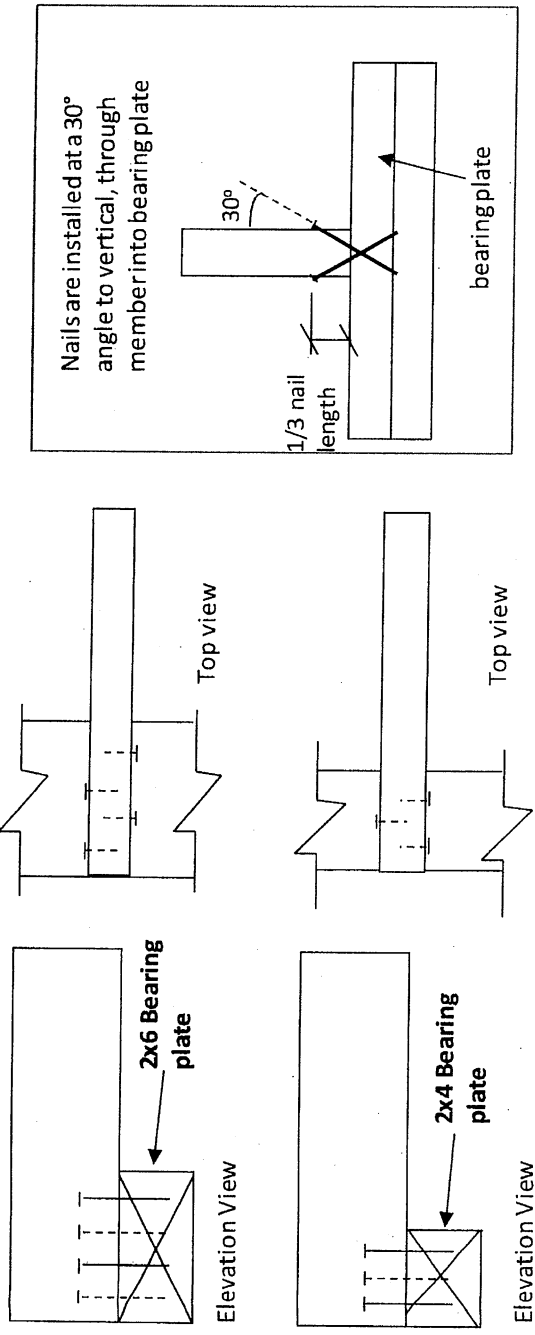 2x6 Bearing
plate
Elevation View
Top view
2x4 Bearing
plate
Elevation View
Top view
Nails are installed at a 30°
angle to vertical, through
member into bearing plate
30°
1/3 nail
length
bearing plate